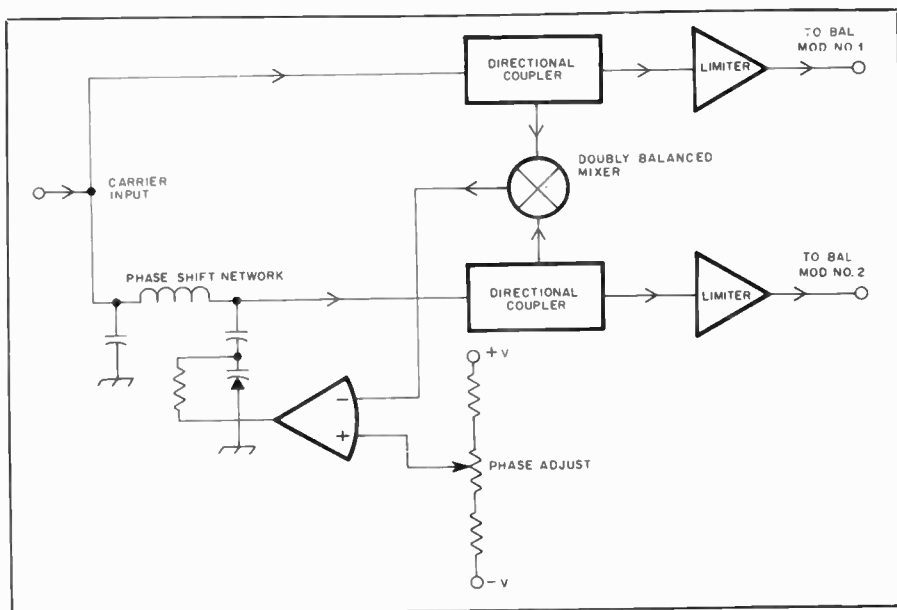 TO BAL
MOD NO.1
DIRECTIONAL
COUPLER
LIMITER
DOUBLY BALANCED
MIXER
CARRIER
INPUT
PHASE SHIFT NETWORK
TO BAL
MOD NO. 2
DIRECTIONAL
COUPLER
LIMITER
+V
−
+
PHASE ADJUST
−V